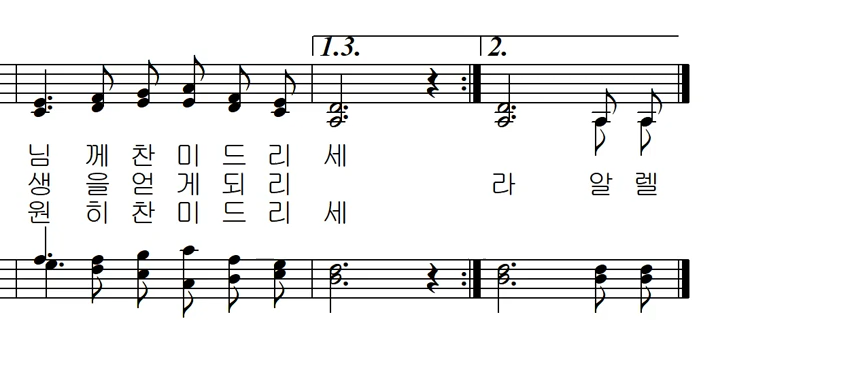 1.3. 2.
님 께 찬 미 드 리 세
생 을 얻 게 되 리 라 알 렐
원 히 찬 미 드 리 세